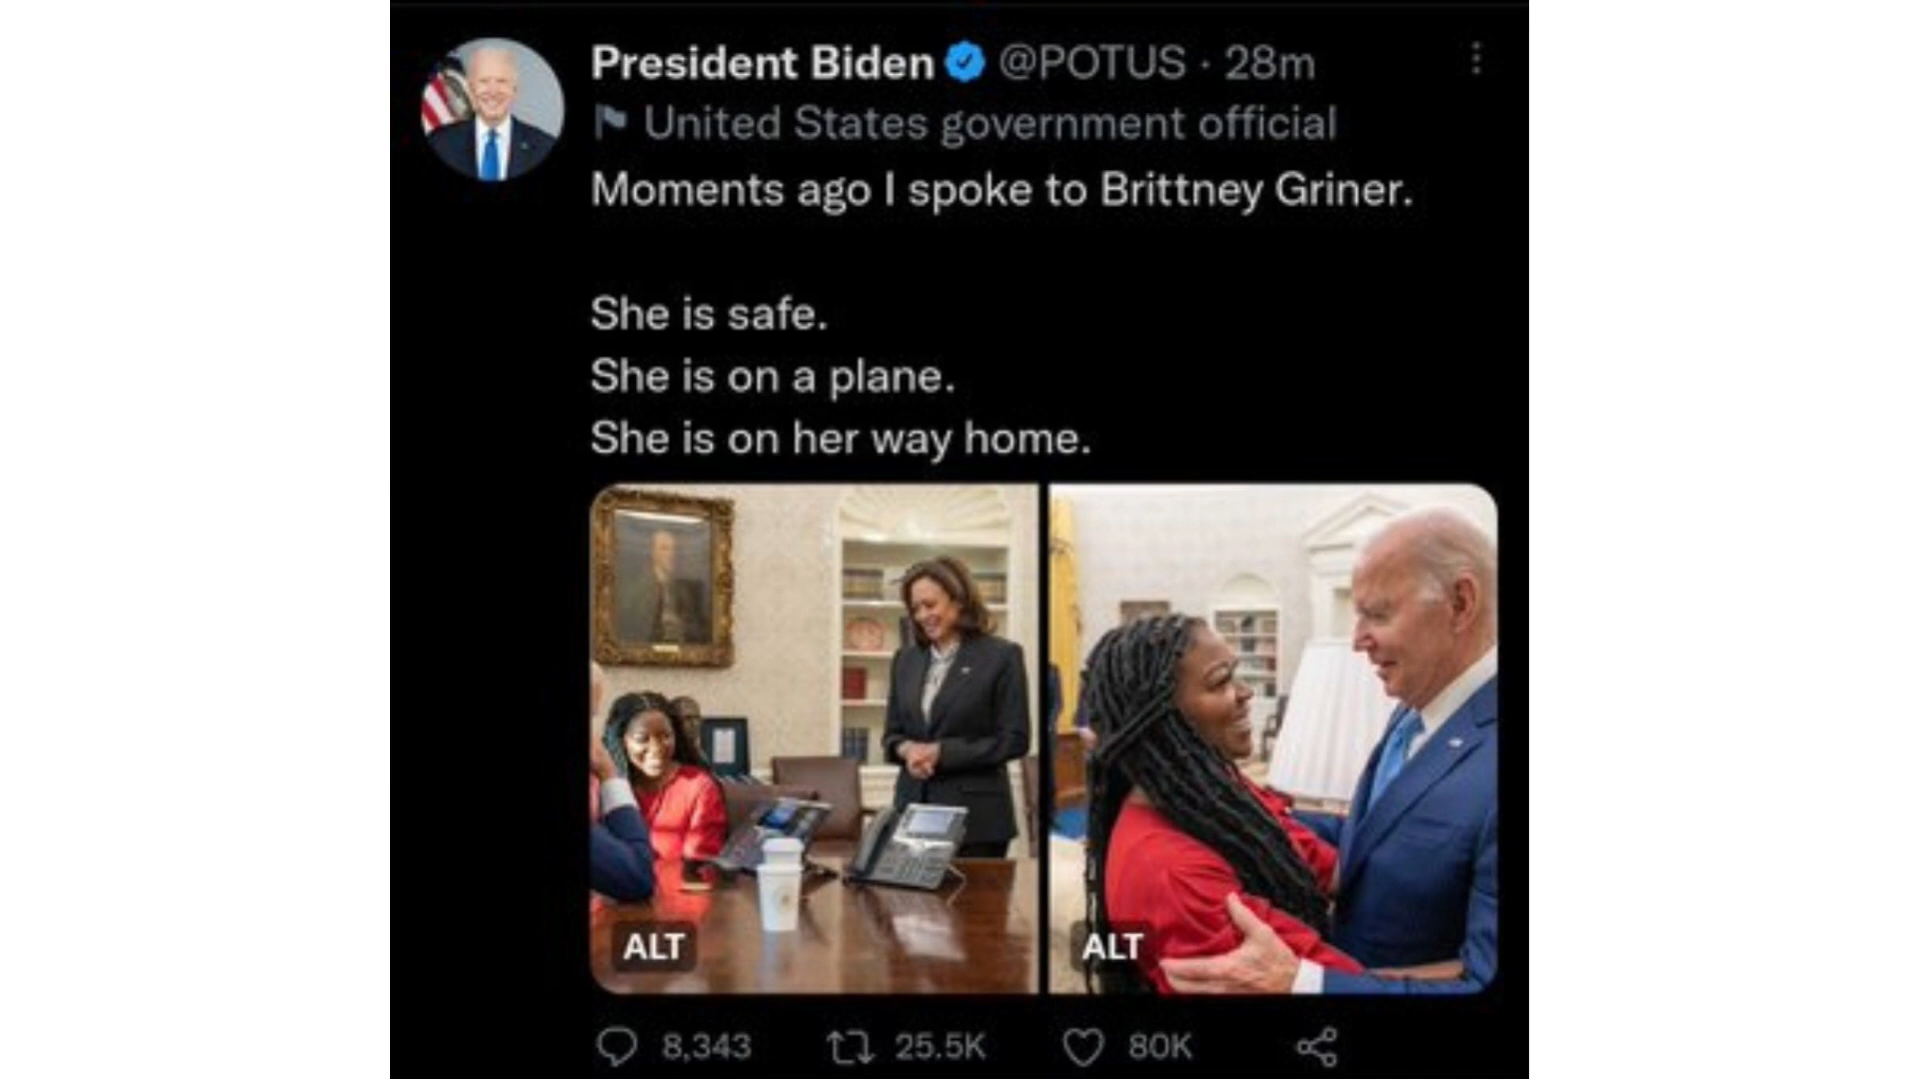 President Biden @POTUS · 28m
United States government official
Moments ago I spoke to Brittney Griner.
She is safe.
She is on a plane.
She is on her way home.
ALT
ALT
8,343
25.5K
80K